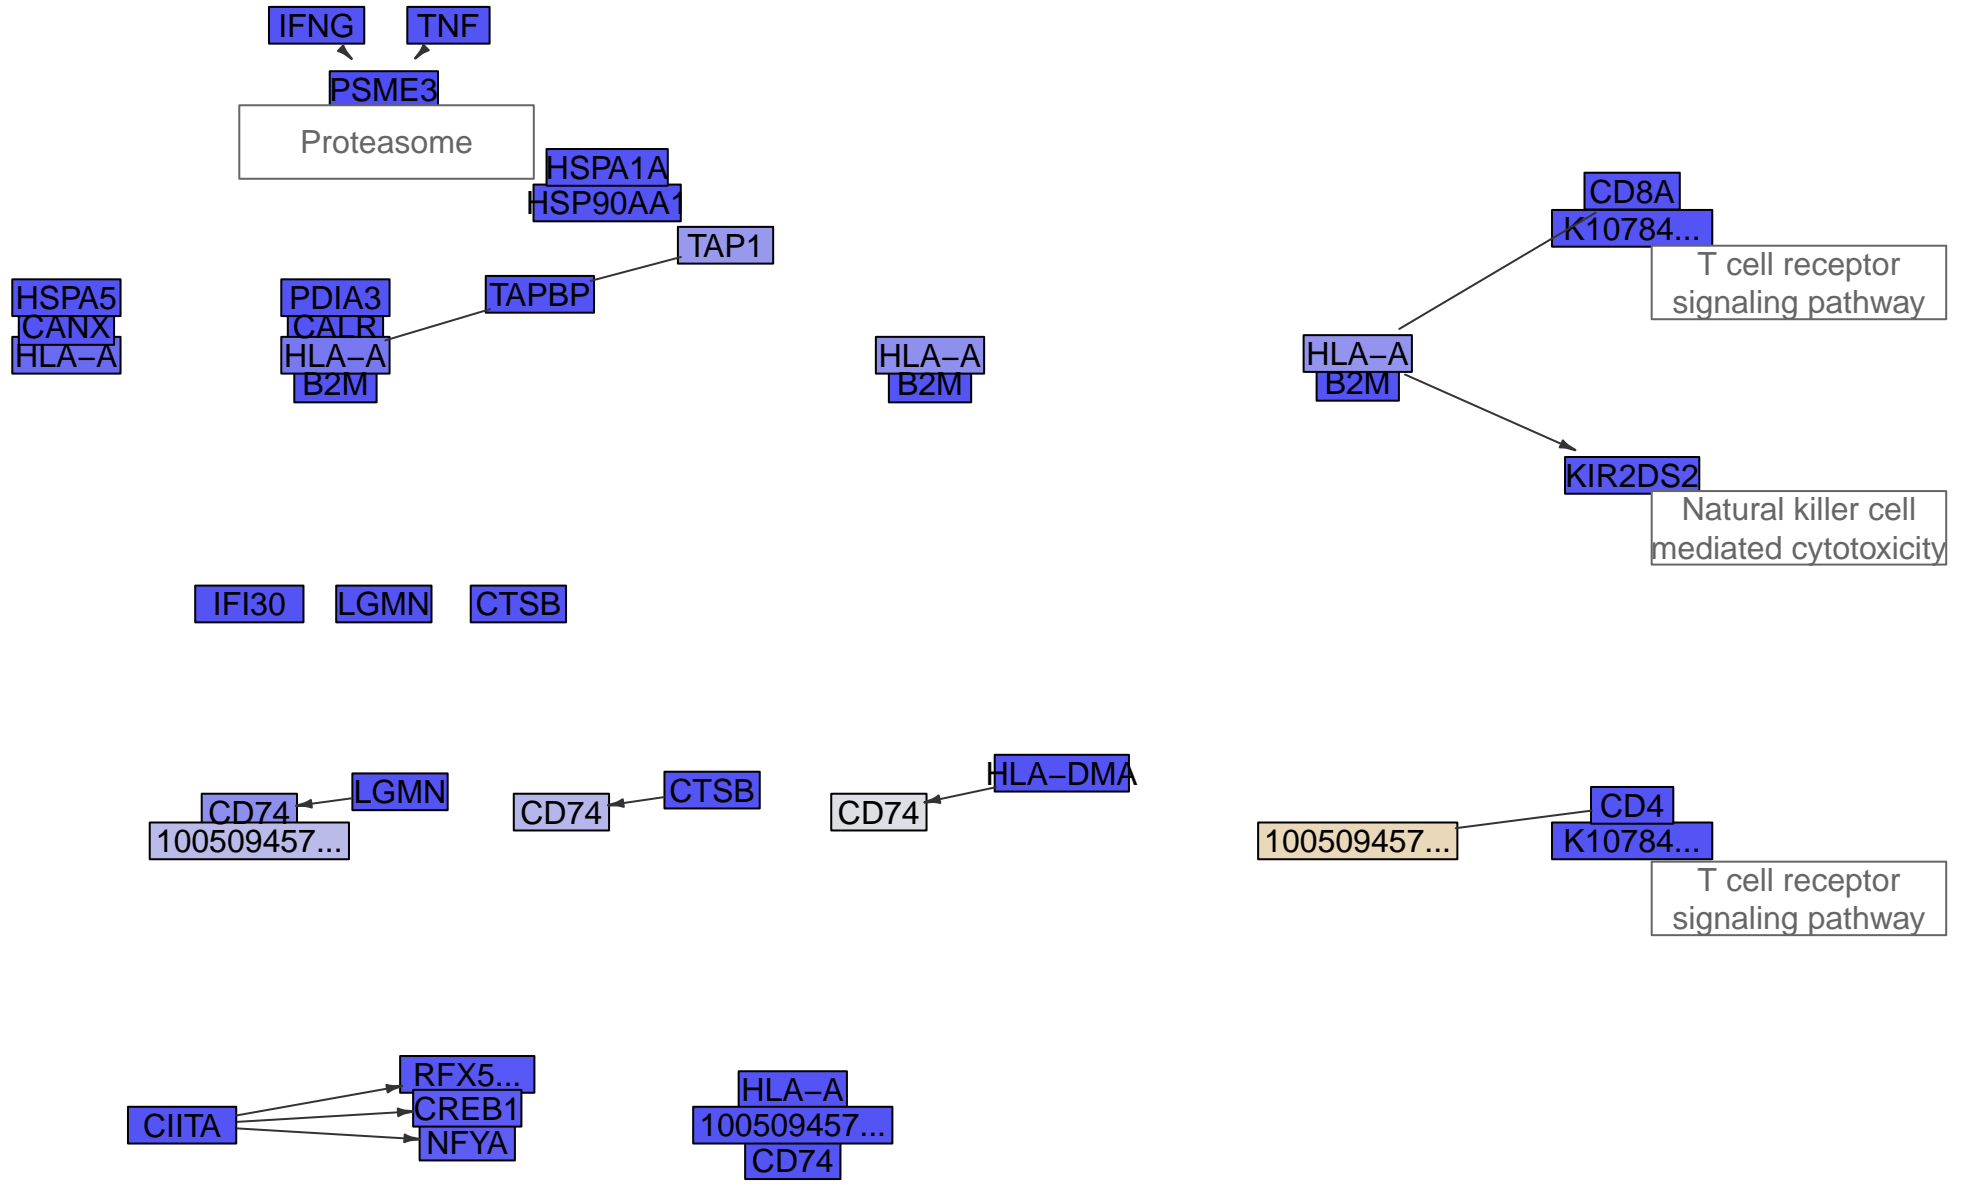 IFNG
TNF
PSME3
Proteasome
HSPA1A
HSP90AA1
TAP1
TAPBP
HSPA5
CANX
HLA−A
PDIA3
CALR
HLA−A
B2M
HLA−A
B2M
CD8A
K10784...
T cell receptor
signaling pathway
HLA−A
B2M
KIR2DS2
Natural killer cell
mediated cytotoxicity
IFI30
LGMN
CTSB
LGMN
CD74
100509457...
CTSB
CD74
HLA−DMA
CD74
CD4
100509457...
K10784...
T cell receptor
signaling pathway
CIITA
RFX5...
CREB1
NFYA
HLA−A
100509457...
CD74